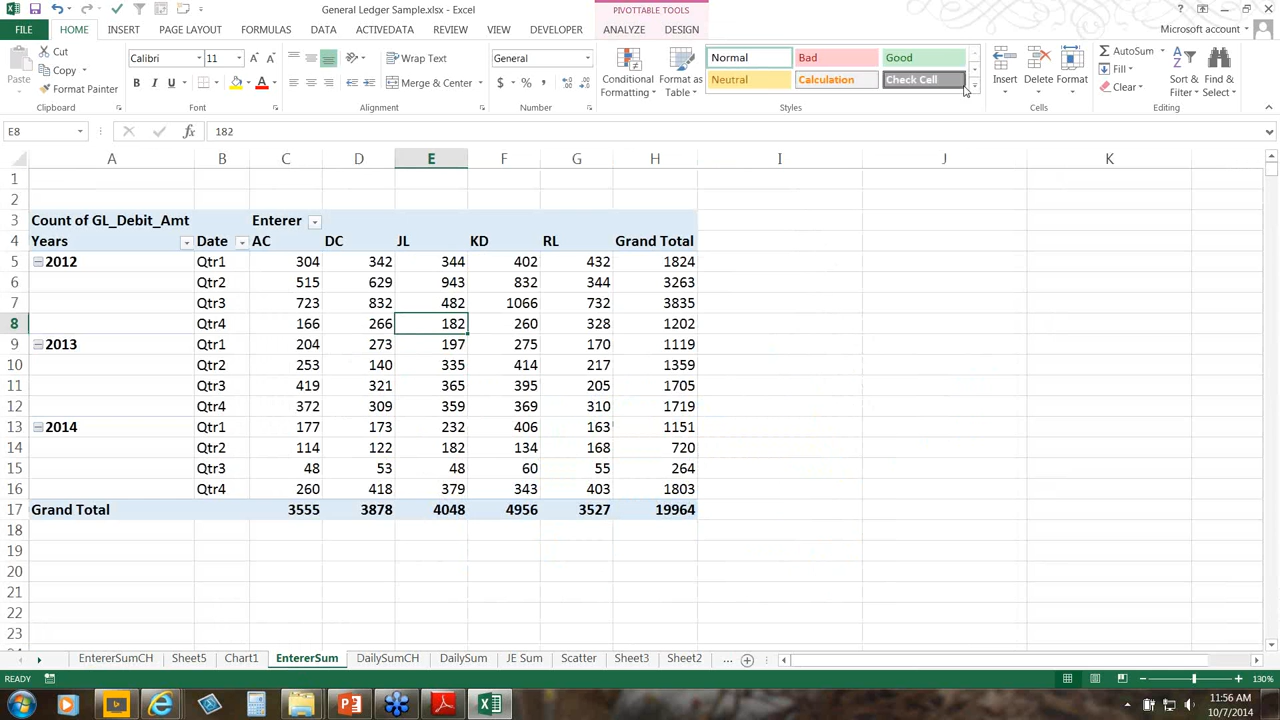 General Ledger Sample.xlsx - Excel
PIVOTTABLE TOOLS
FILE HOME INSERT PAGE LAYOUT FORMULAS DATA ACTIVEDATA REVIEW VIEW DEVELOPER ANALYZE DESIGN Microsoft account
Paste
Cut
Copy
Format Painter
Clipboard
Calibri 11
B I U
Font
Wrap Text
Merge & Center
Alignment
General
$ % ,
Number
Conditional Formatting
Format as Table
Normal Bad Good
Neutral Calculation Check Cell
Styles
Insert Delete Format
Cells
AutoSum
Fill
Clear
Sort & Filter
Find & Select
Editing
E8 fx 182
A B C D E F G H I J K
1
2
3 Count of GL_Debit_Amt Enterer
4 Years Date AC DC JL KD RL Grand Total
5 2012 Qtr1 304 342 344 402 432 1824
6 Qtr2 515 629 943 832 344 3263
7 Qtr3 723 832 482 1066 732 3835
8 Qtr4 166 266 182 260 328 1202
9 2013 Qtr1 204 273 197 275 170 1119
10 Qtr2 253 140 335 414 217 1359
11 Qtr3 419 321 365 395 205 1705
12 Qtr4 372 309 359 369 310 1719
13 2014 Qtr1 177 173 232 406 163 1151
14 Qtr2 114 122 182 134 168 720
15 Qtr3 48 53 48 60 55 264
16 Qtr4 260 418 379 343 403 1803
17 Grand Total 3555 3878 4048 4956 3527 19964
18
19
20
21
22
23
EntererSumCH Sheet5 Chart1 EntererSum DailySumCH DailySum JE Sum Scatter Sheet3 Sheet2 ...
READY 130%
11:56 AM
10/7/2014